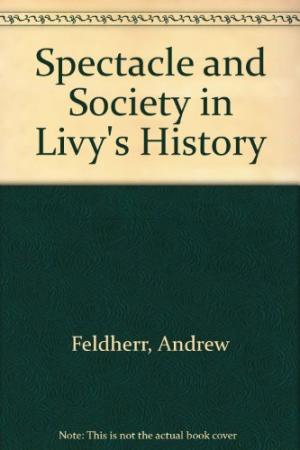 Spectacle and
Society in
Livy's History
Feldherr, Andrew
Note: This is not the actual book cover